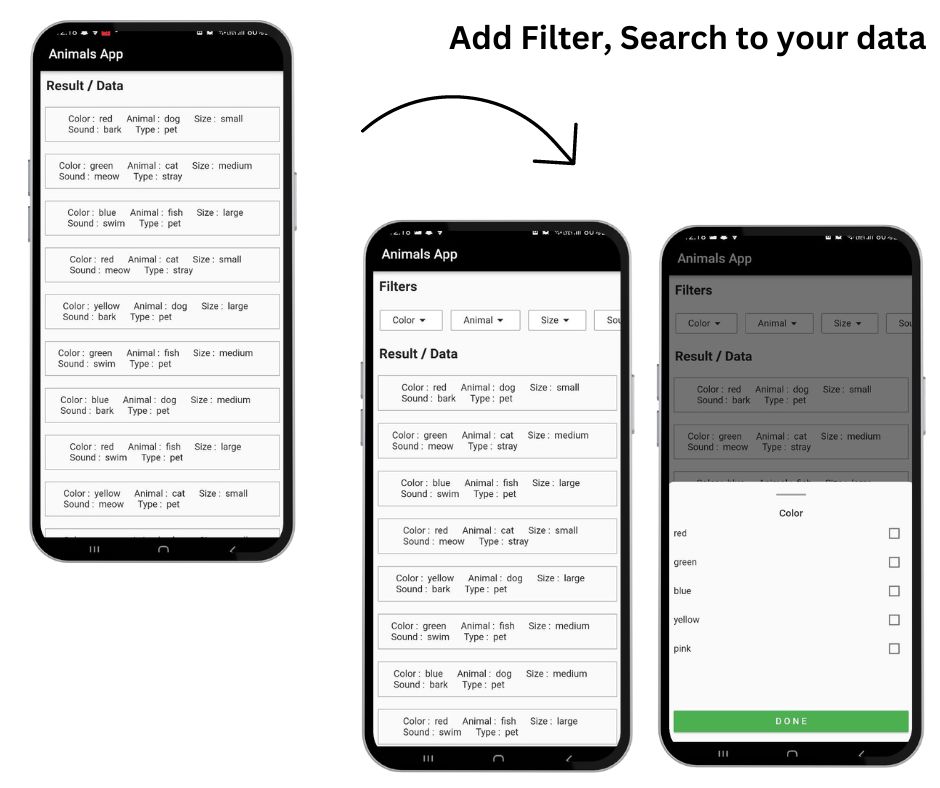 Add Filter, Search to your data
Animals App
Result / Data
Color : red Animal : dog Size : small
Sound : bark Type : pet
Color : green Animal : cat Size : medium
Sound : meow Type : stray
Color : blue Animal : fish Size : large
Sound : swim Type : pet
Color : red Animal : cat Size : small
Sound : meow Type : stray
Color : yellow Animal : dog Size : large
Sound : bark Type : pet
Color : green Animal : fish Size : medium
Sound : swim Type : pet
Color : blue Animal : dog Size : medium
Sound : bark Type : pet
Color : red Animal : fish Size : large
Sound : swim Type : pet
Color : yellow Animal : cat Size : small
Sound : meow Type : pet
Animals App
Filters
Color Animal Size Sou
Result / Data
Color : red Animal : dog Size : small
Sound : bark Type : pet
Color : green Animal : cat Size : medium
Sound : meow Type : stray
Color : blue Animal : fish Size : large
Sound : swim Type : pet
Color : red Animal : cat Size : small
Sound : meow Type : stray
Color : yellow Animal : dog Size : large
Sound : bark Type : pet
Color : green Animal : fish Size : medium
Sound : swim Type : pet
Color : blue Animal : dog Size : medium
Sound : bark Type : pet
Color : red Animal : fish Size : large
Sound : swim Type : pet
Animals App
Filters
Color Animal Size Sou
Result / Data
Color : red Animal : dog Size : small
Sound : bark Type : pet
Color : green Animal : cat Size : medium
Sound : meow Type : stray
Color
red
green
blue
yellow
pink
DONE